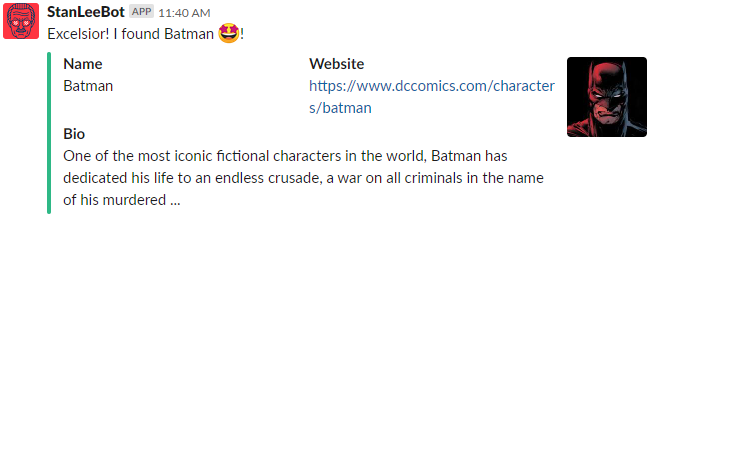 StanLeeBot APP 11:40 AM
Excelsior! I found Batman 🤩!
Name
Batman
Website
https://www.dccomics.com/character
s/batman
Bio
One of the most iconic fictional characters in the world, Batman has
dedicated his life to an endless crusade, a war on all criminals in the name
of his murdered ...